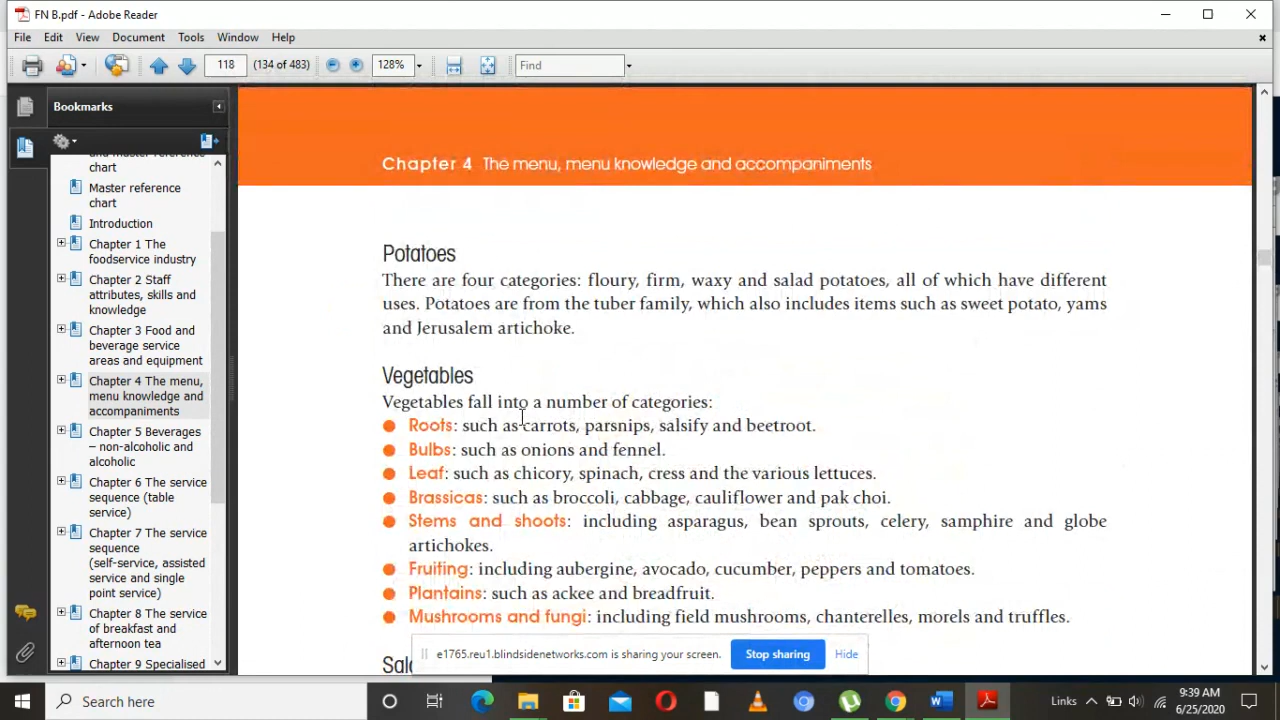 FN B.pdf - Adobe Reader
File Edit View Document Tools Window Help
118 (134 of 483) 128% Find
Bookmarks
and master reference
chart
Master reference
chart
Introduction
Chapter 1 The
foodservice industry
Chapter 2 Staff
attributes, skills and
knowledge
Chapter 3 Food and
beverage service
areas and equipment
Chapter 4 The menu,
menu knowledge and
accompaniments
Chapter 5 Beverages
– non-alcoholic and
alcoholic
Chapter 6 The service
sequence (table
service)
Chapter 7 The service
sequence
(self-service, assisted
service and single
point service)
Chapter 8 The service
of breakfast and
afternoon tea
Chapter 9 Specialised
Chapter 4 The menu, menu knowledge and accompaniments
Potatoes
There are four categories: floury, firm, waxy and salad potatoes, all of which have different
uses. Potatoes are from the tuber family, which also includes items such as sweet potato, yams
and Jerusalem artichoke.
Vegetables
Vegetables fall into a number of categories:
Roots: such as carrots, parsnips, salsify and beetroot.
Bulbs: such as onions and fennel.
Leaf: such as chicory, spinach, cress and the various lettuces.
Brassicas: such as broccoli, cabbage, cauliflower and pak choi.
Stems and shoots: including asparagus, bean sprouts, celery, samphire and globe
artichokes.
Fruiting: including aubergine, avocado, cucumber, peppers and tomatoes.
Plantains: such as ackee and breadfruit.
Mushrooms and fungi: including field mushrooms, chanterelles, morels and truffles.
e1765.reu1.blindsidenetworks.com is sharing your screen. Stop sharing Hide
Search here
Links
9:39 AM
6/25/2020